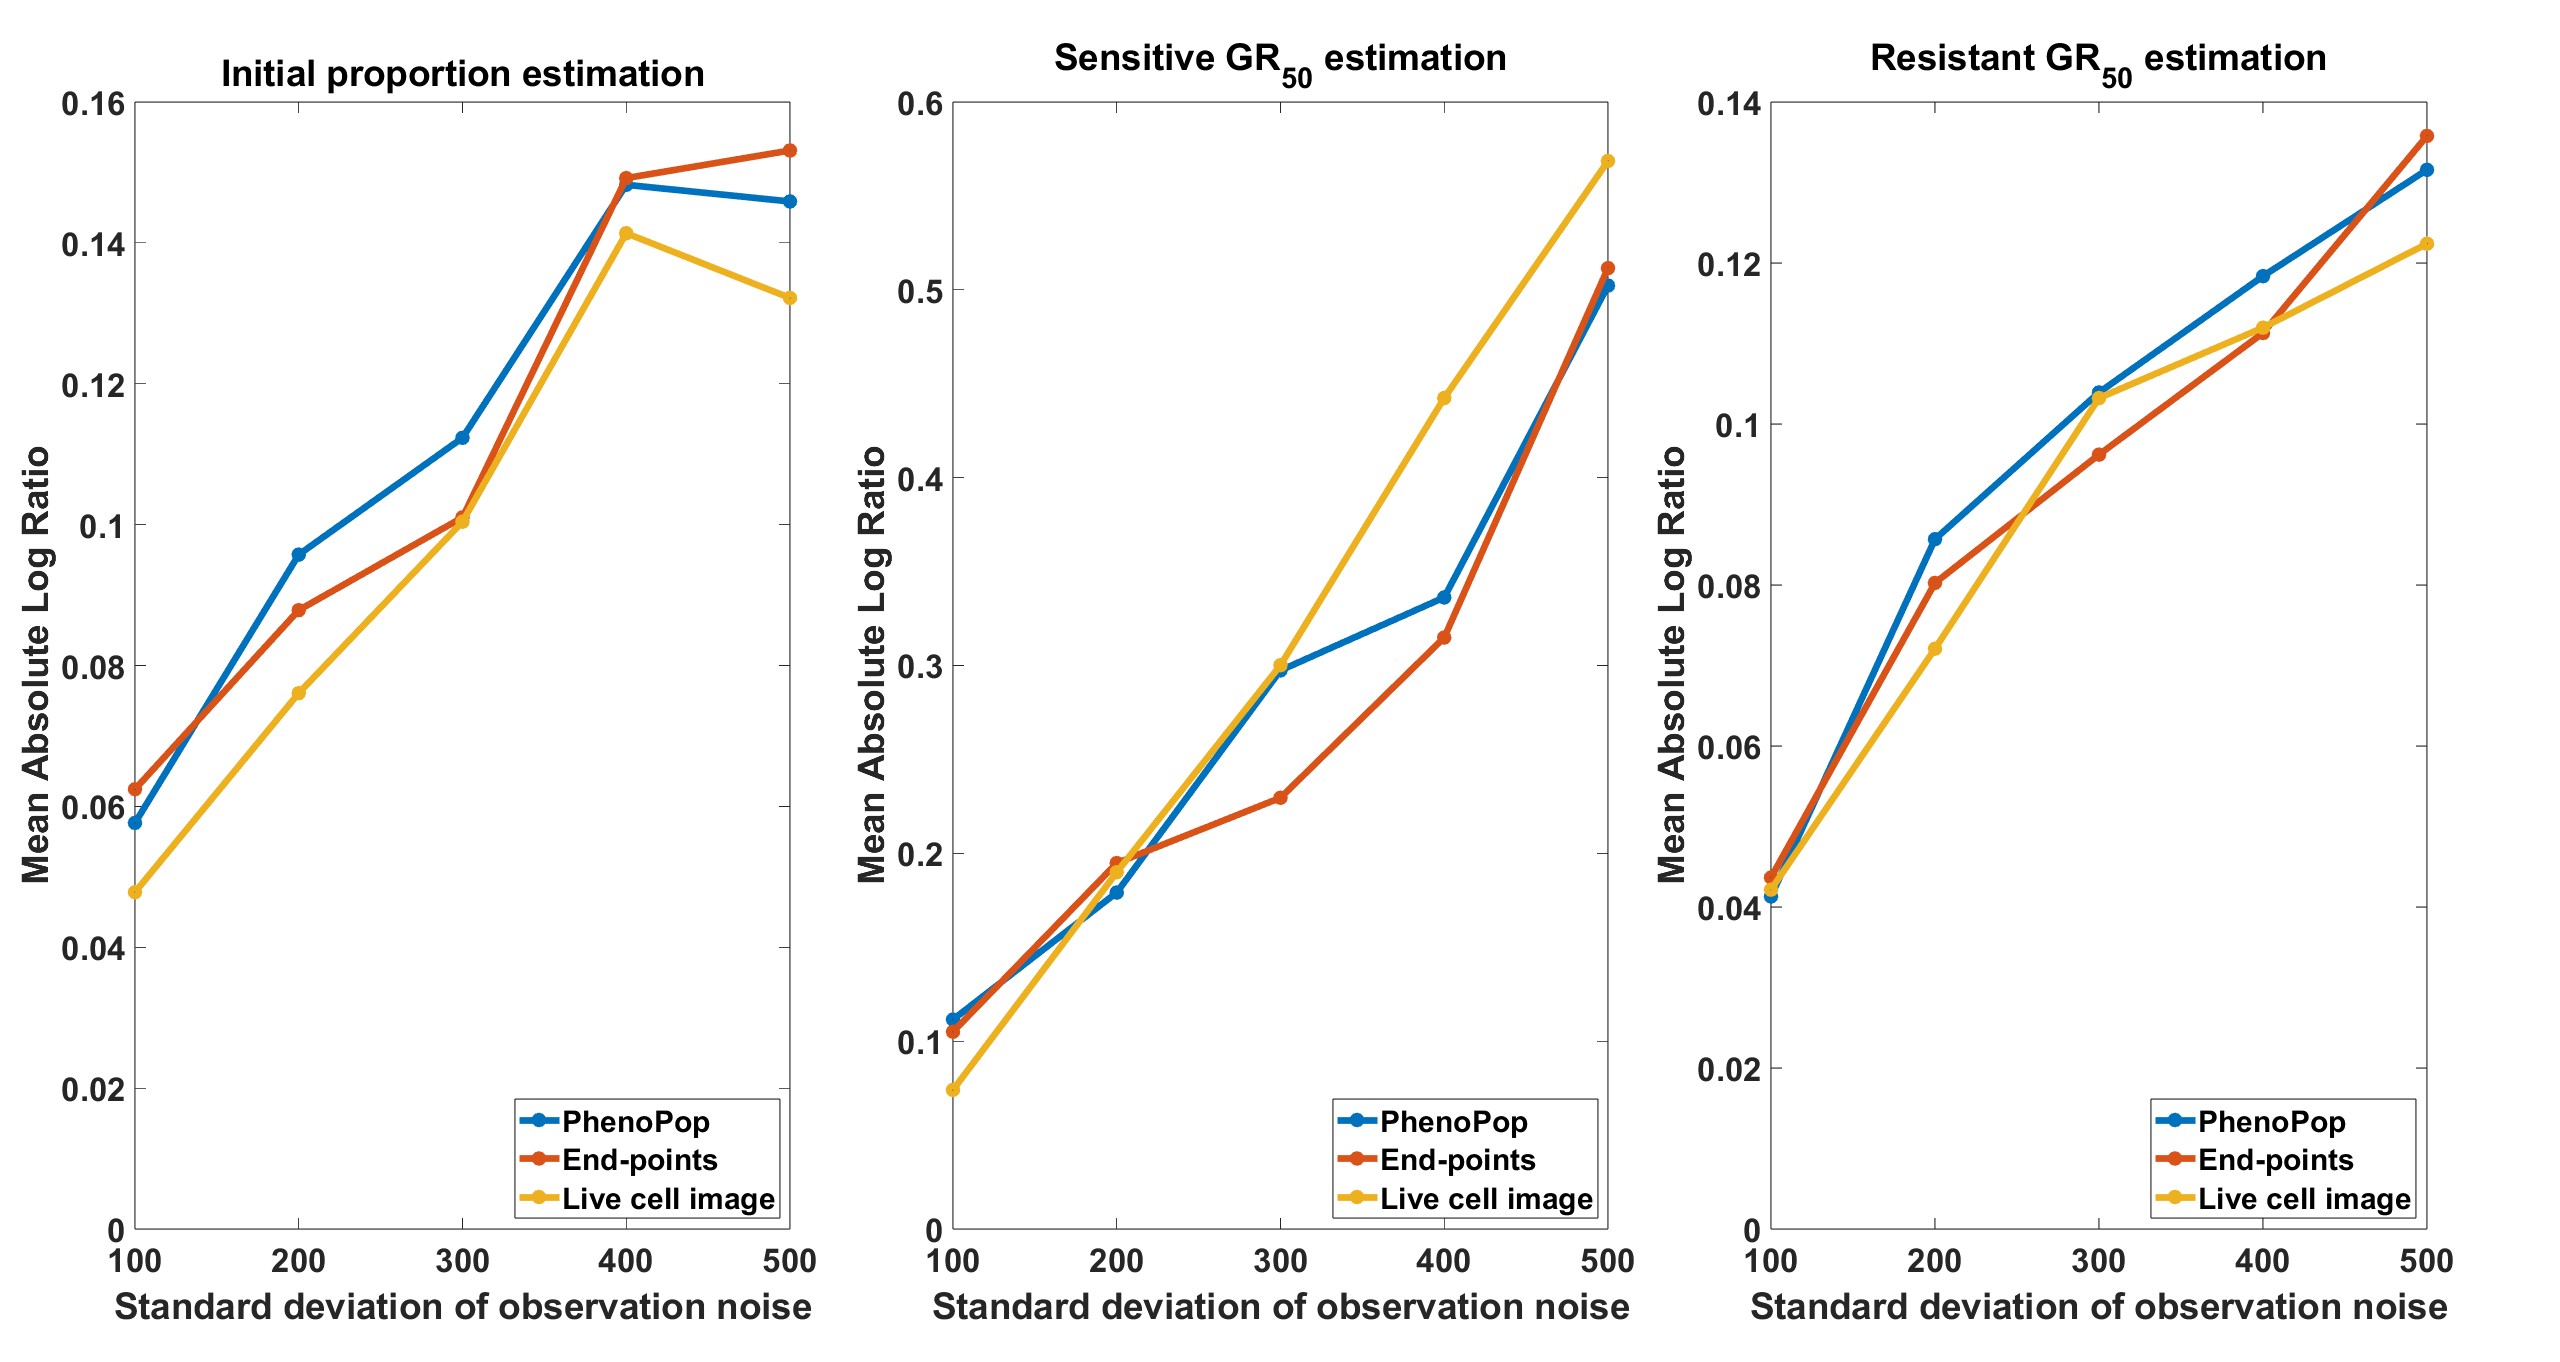 Initial proportion estimation
0.16
0.14
0.12
0.1
0.08
0.06
0.04
0.02
0
Mean Absolute Log Ratio
PhenoPop
End-points
Live cell image
100 200 300 400 500
Standard deviation of observation noise
Sensitive GR50 estimation
0.6
0.5
0.4
0.3
0.2
0.1
0
Mean Absolute Log Ratio
PhenoPop
End-points
Live cell image
100 200 300 400 500
Standard deviation of observation noise
Resistant GR50 estimation
0.14
0.12
0.1
0.08
0.06
0.04
0.02
0
Mean Absolute Log Ratio
PhenoPop
End-points
Live cell image
100 200 300 400 500
Standard deviation of observation noise